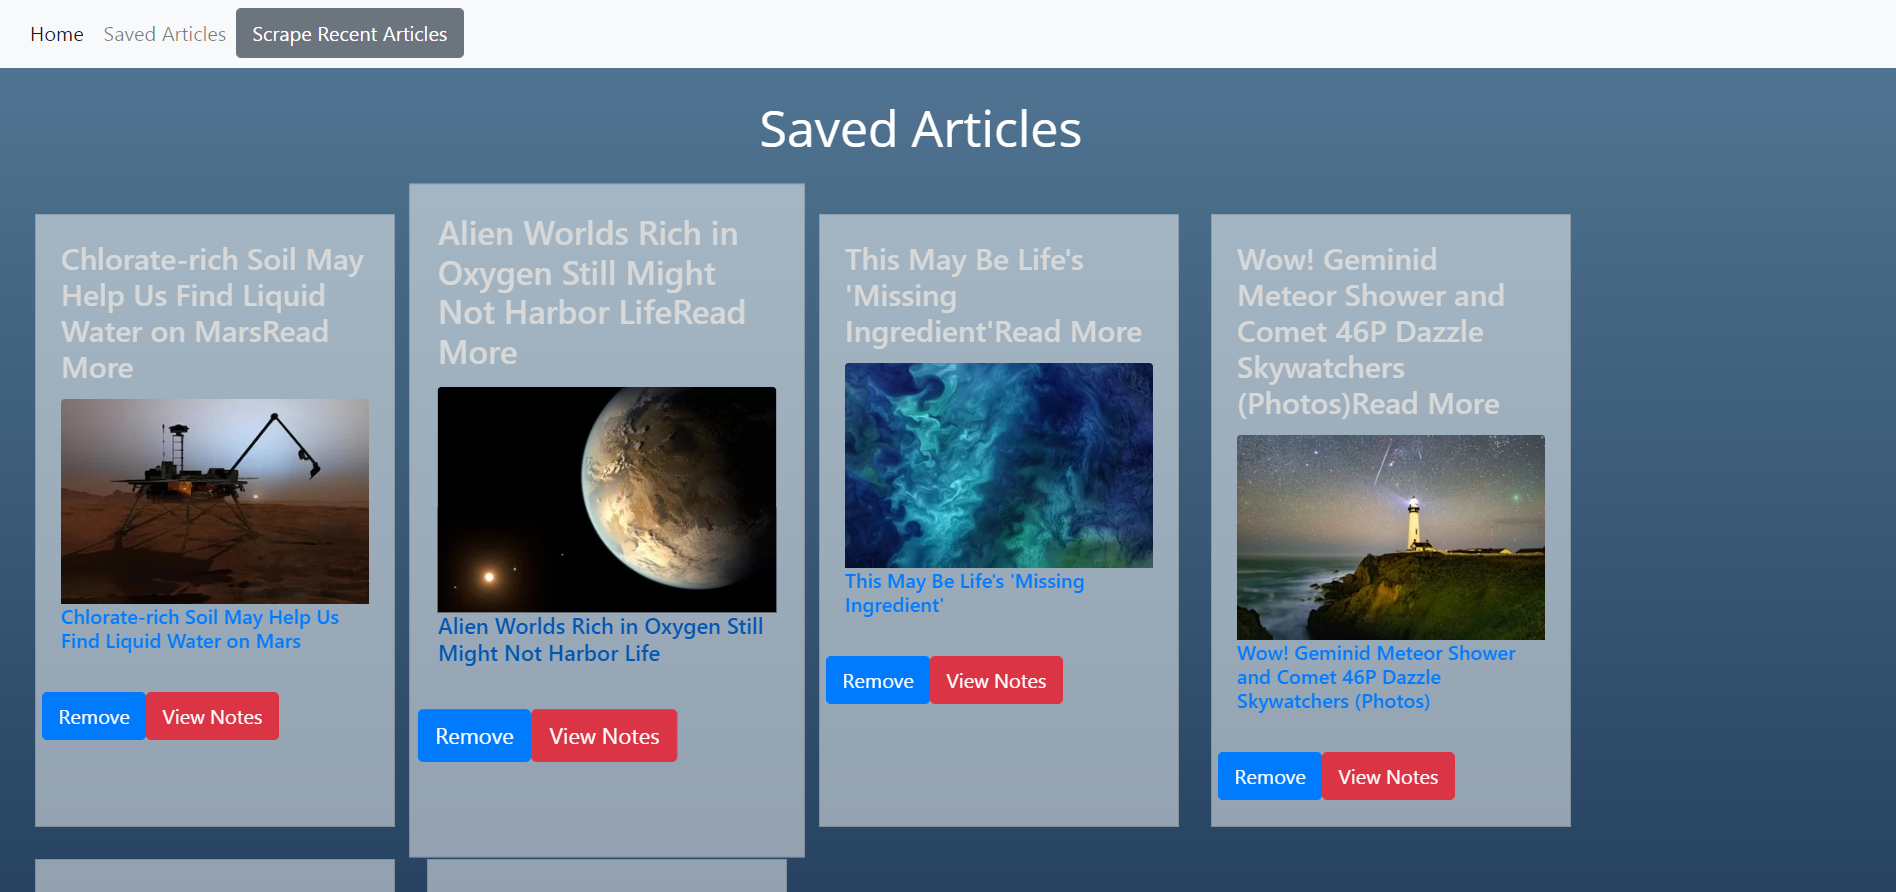 Home Saved Articles Scrape Recent Articles
Saved Articles
Chlorate-rich Soil May
Help Us Find Liquid
Water on MarsRead
More
Chlorate-rich Soil May Help Us
Find Liquid Water on Mars
Remove View Notes
Alien Worlds Rich in
Oxygen Still Might
Not Harbor LifeRead
More
Alien Worlds Rich in Oxygen Still
Might Not Harbor Life
Remove View Notes
This May Be Life's
'Missing
Ingredient'Read More
This May Be Life's 'Missing
Ingredient'
Remove View Notes
Wow! Geminid
Meteor Shower and
Comet 46P Dazzle
Skywatchers
(Photos)Read More
Wow! Geminid Meteor Shower
and Comet 46P Dazzle
Skywatchers (Photos)
Remove View Notes